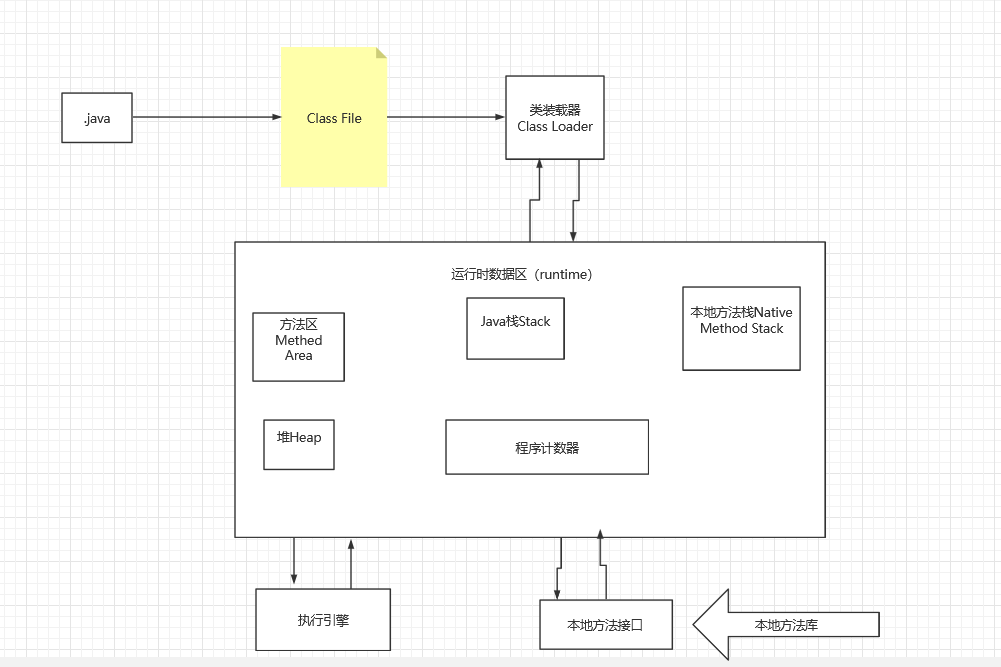 .java
Class File
类装载器
Class Loader
运行时数据区（runtime）
方法区
Methed
Area
Java栈Stack
本地方法栈Native
Method Stack
堆Heap
程序计数器
执行引擎
本地方法接口
本地方法库